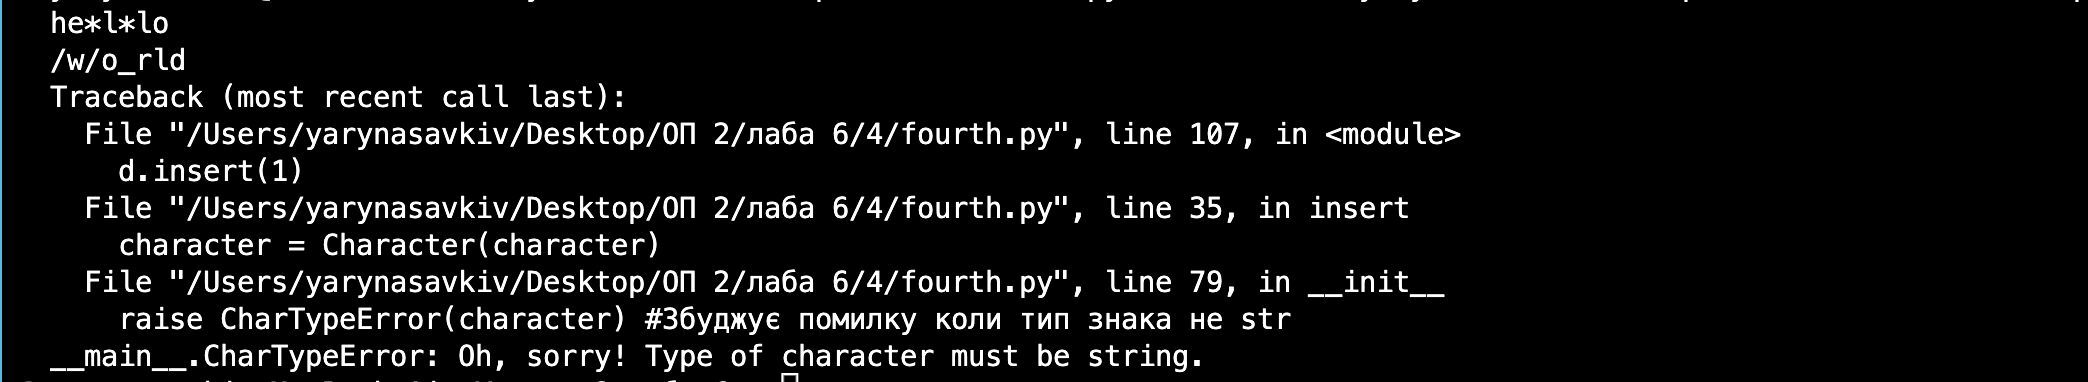 he*l*lo
/w/o_rld
Traceback (most recent call last):
  File "/Users/yarynasavkiv/Desktop/ОП 2/лаба 6/4/fourth.py", line 107, in <module>
    d.insert(1)
  File "/Users/yarynasavkiv/Desktop/ОП 2/лаба 6/4/fourth.py", line 35, in insert
    character = Character(character)
  File "/Users/yarynasavkiv/Desktop/ОП 2/лаба 6/4/fourth.py", line 79, in __init__
    raise CharTypeError(character) #Збуджує помилку коли тип знака не str
__main__.CharTypeError: Oh, sorry! Type of character must be string.